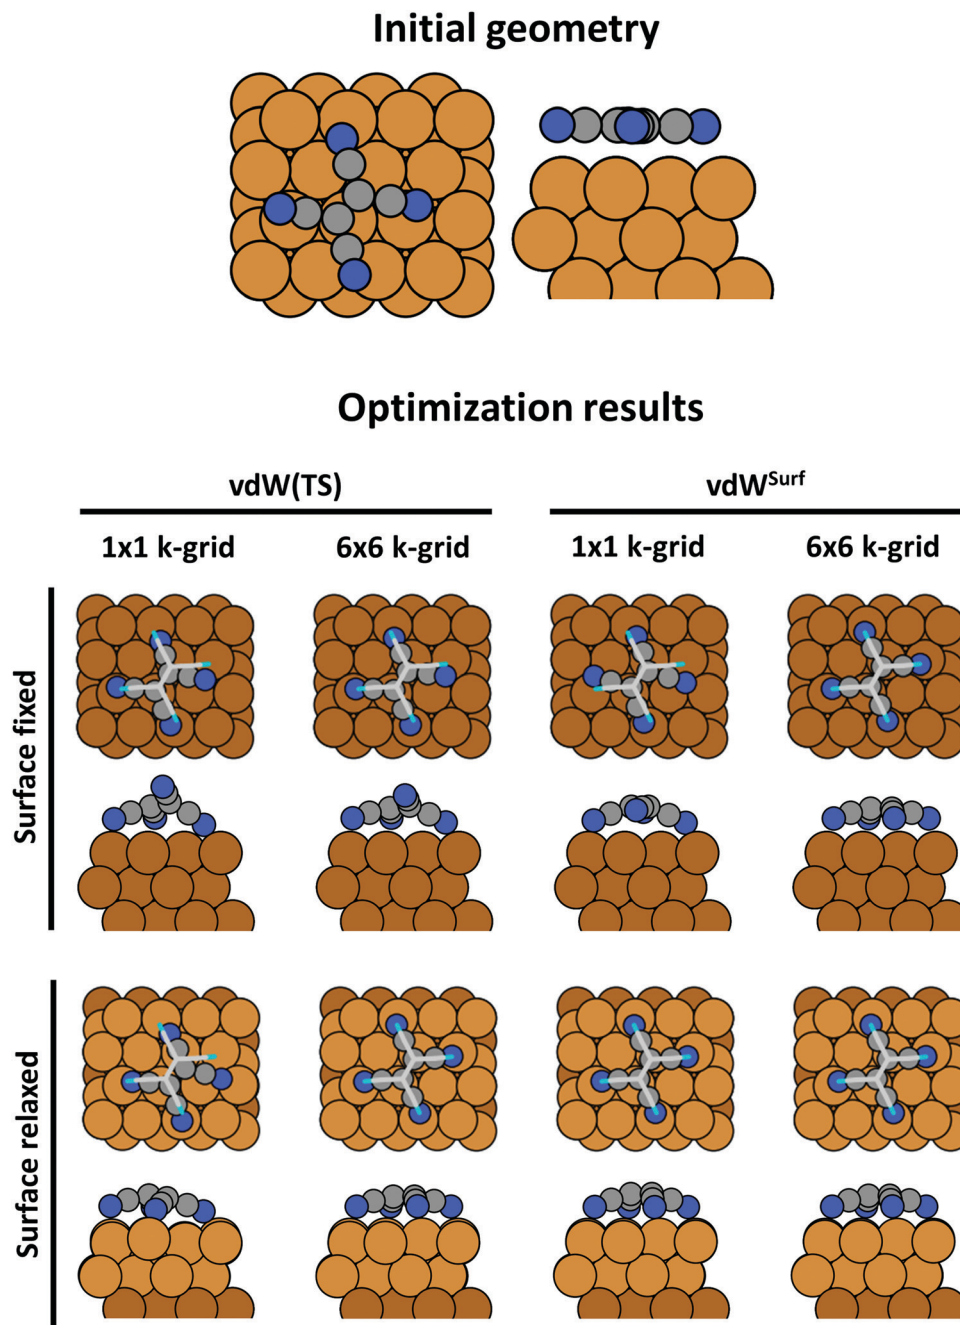 Initial geometry
Optimization results
vdW(TS)
vdW^Surf
1x1 k-grid
6x6 k-grid
1x1 k-grid
6x6 k-grid
Surface fixed
Surface relaxed